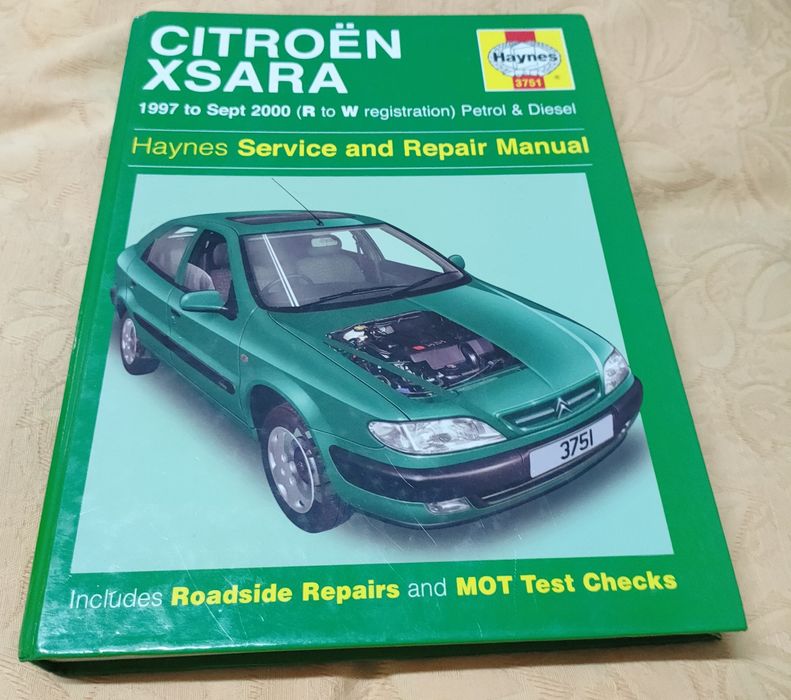 CITROËN
XSARA
Haynes
3751
1997 to Sept 2000 (R to W registration) Petrol & Diesel
Haynes Service and Repair Manual
3751
Includes Roadside Repairs and MOT Test Checks